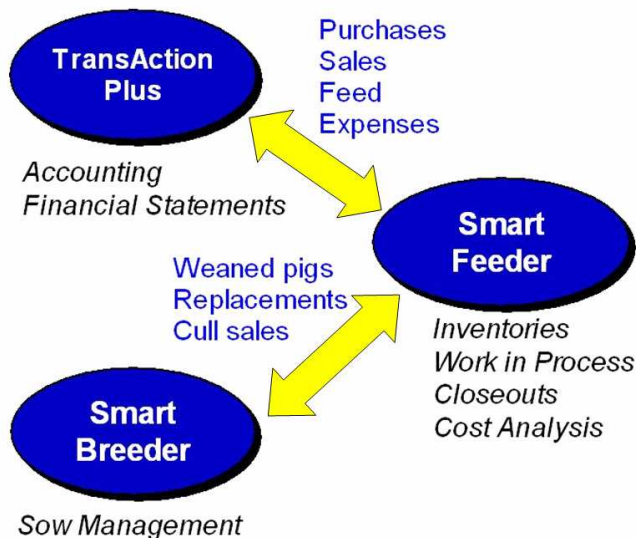 TransAction
Plus
Purchases
Sales
Feed
Expenses
Accounting
Financial Statements
Smart
Feeder
Weaned pigs
Replacements
Cull sales
Inventories
Work in Process
Closeouts
Cost Analysis
Smart
Breeder
Sow Management